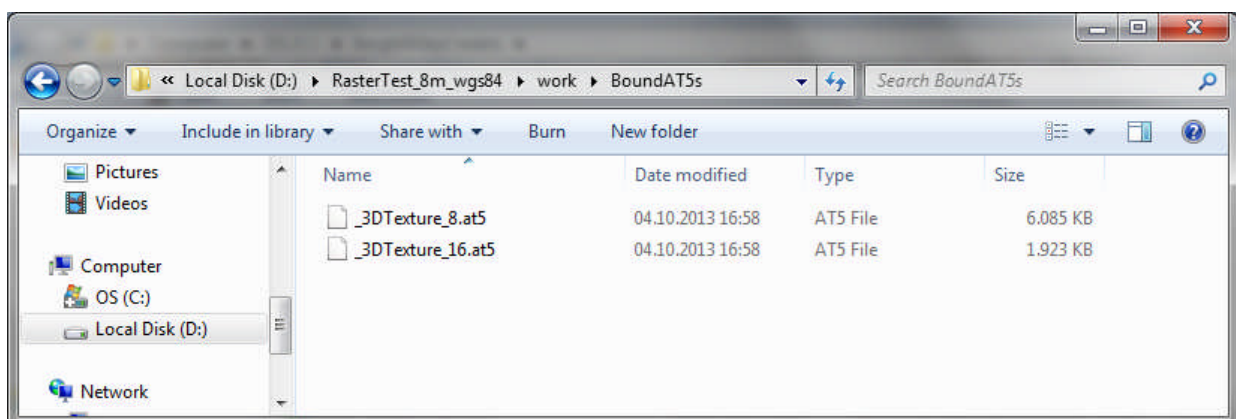 « Local Disk (D:) ▸ RasterTest_8m_wgs84 ▸ work ▸ BoundAT5s Search BoundAT5s
Organize Include in library Share with Burn New folder
Pictures
Videos
Computer
OS (C:)
Local Disk (D:)
Network
Name Date modified Type Size
_3DTexture_8.at5 04.10.2013 16:58 AT5 File 6.085 KB
_3DTexture_16.at5 04.10.2013 16:58 AT5 File 1.923 KB